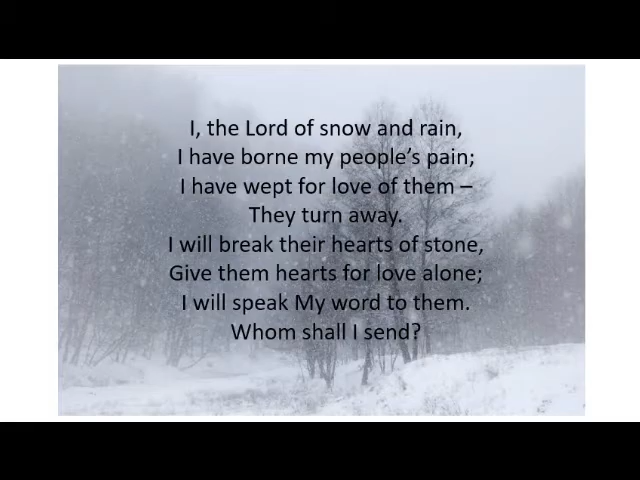 I, the Lord of snow and rain,
I have borne my people’s pain;
I have wept for love of them –
They turn away.
I will break their hearts of stone,
Give them hearts for love alone;
I will speak My word to them.
Whom shall I send?